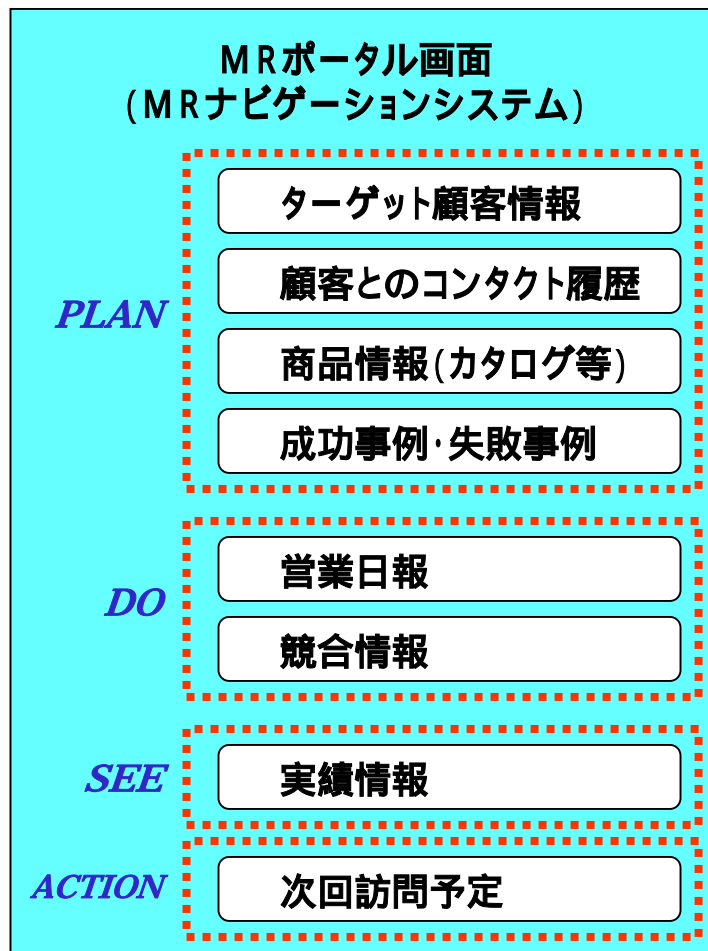 MRポータル画面
(MRナビゲーションシステム)
PLAN
ターゲット顧客情報
顧客とのコンタクト履歴
商品情報(カタログ等)
成功事例・失敗事例
DO
営業日報
競合情報
SEE
実績情報
ACTION
次回訪問予定